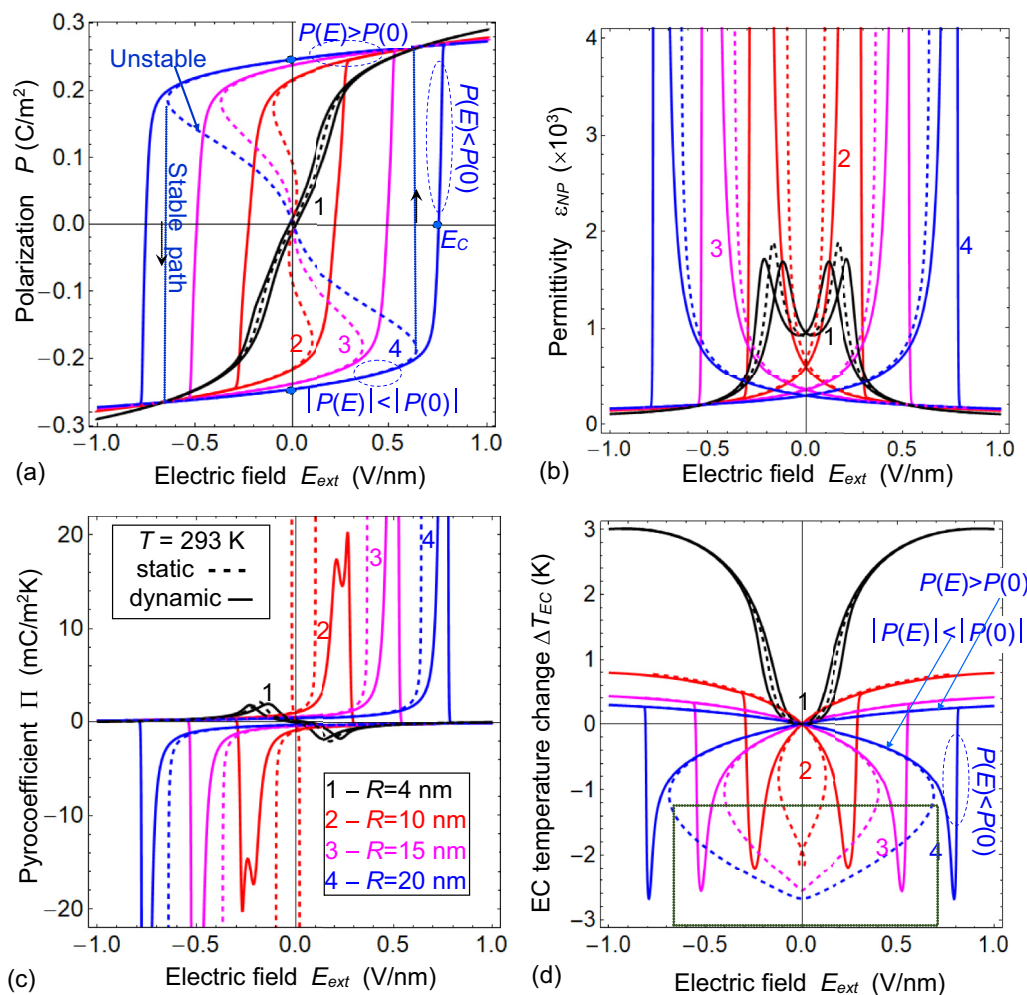 0.3
0.2
0.1
0.0
−0.1
−0.2
−0.3
Polarization P (C/m²)
P(E)>P(0)
Unstable
Stable path
P(E)<P(0)
E_C
1
2
3
4
|P(E)|<|P(0)|
−1.0 −0.5 0.0 0.5 1.0
(a)
Electric field E_ext (V/nm)
4
3
2
1
0
Permittivity ε_NP (×10³)
2
3
4
1
−1.0 −0.5 0.0 0.5 1.0
(b)
Electric field E_ext (V/nm)
20
10
0
−10
−20
Pyrocoefficient Π (mC/m²K)
T = 293 K
static
dynamic
1
2
3
4
1 – R=4 nm
2 – R=10 nm
3 – R=15 nm
4 – R=20 nm
−1.0 −0.5 0.0 0.5 1.0
(c)
Electric field E_ext (V/nm)
3
2
1
0
−1
−2
−3
EC temperature change ΔT_EC (K)
P(E)>P(0)
|P(E)|<|P(0)|
1
2
3
4
P(E)<P(0)
−1.0 −0.5 0.0 0.5 1.0
(d)
Electric field E_ext (V/nm)